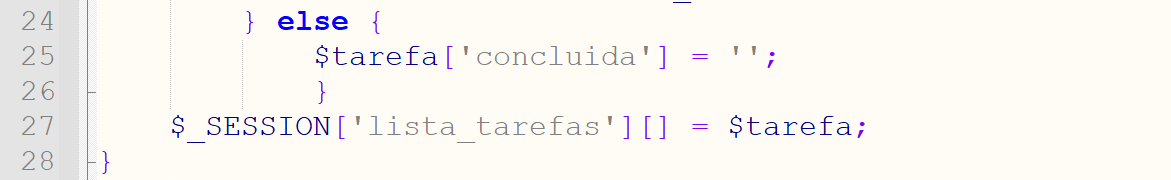 24 } else {
25 $tarefa['concluida'] = '';
26 }
27 $_SESSION['lista_tarefas'][] = $tarefa;
28 }